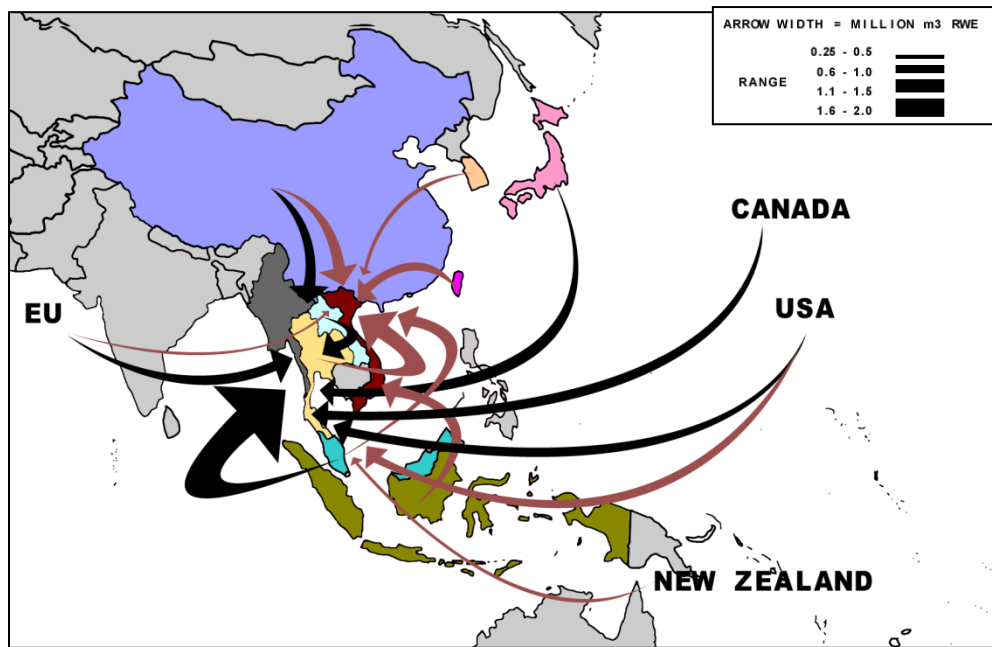 ARROW WIDTH = MILLION m3 RWE
0.25 - 0.5
0.6 - 1.0
RANGE
1.1 - 1.5
1.6 - 2.0
CANADA
EU
USA
NEW ZEALAND